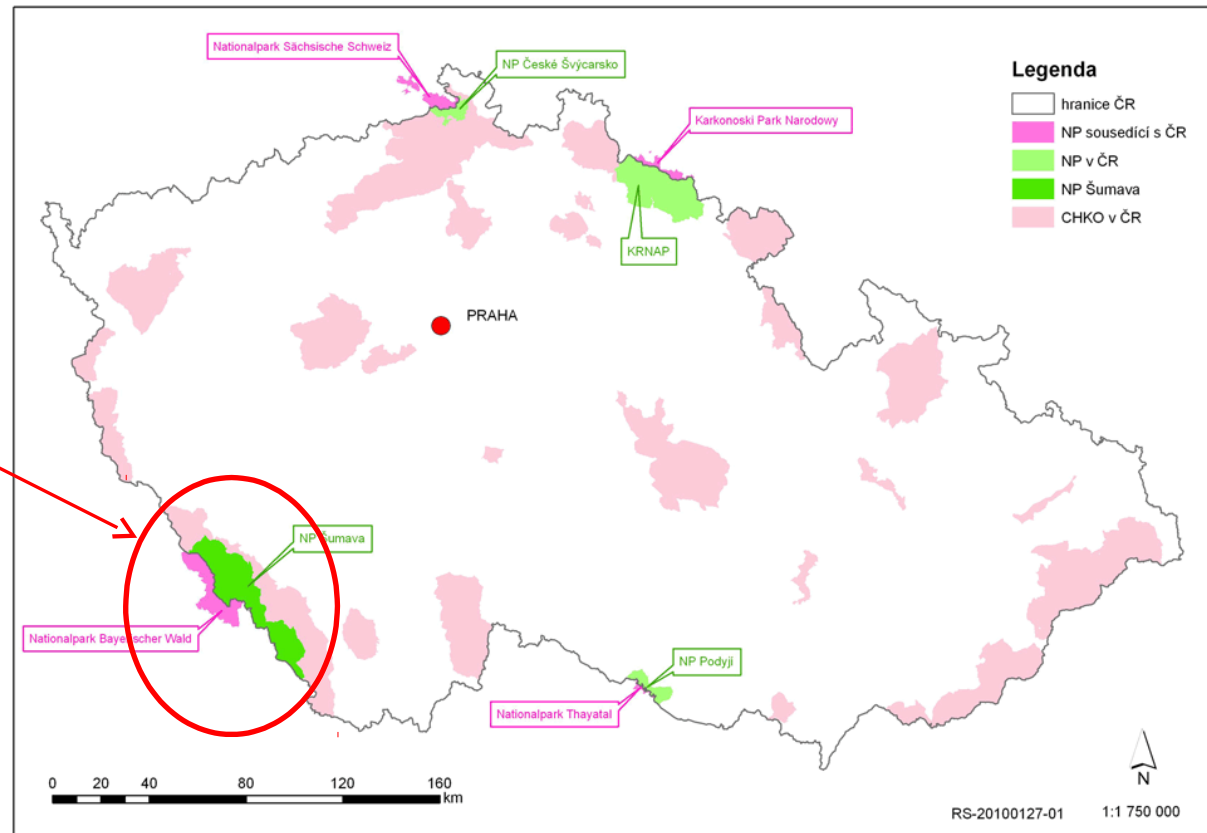 Nationalpark Sächsische Schweiz
NP České Švýcarsko
Karkonoski Park Narodowy
KRNAP
PRAHA
NP Šumava
Nationalpark Bayerischer Wald
NP Podyjí
Nationalpark Thayatal
Legenda
hranice ČR
NP sousedící s ČR
NP v ČR
NP Šumava
CHKO v ČR
0 20 40 80 120 160
km
N
RS-20100127-01 1:1 750 000